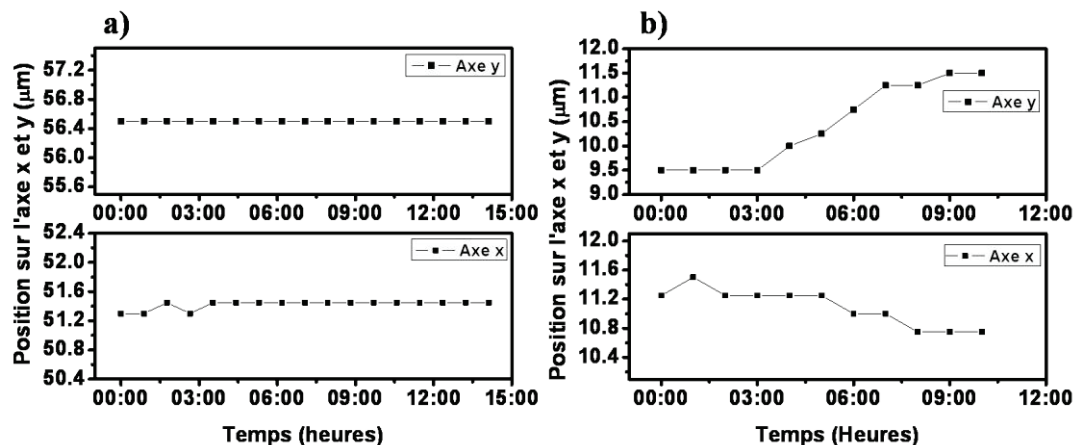 a)
Position sur l'axe x et y (μm)
57.2
56.8
56.4
56.0
55.6
Axe y
00:00 03:00 06:00 09:00 12:00 15:00
52.4
52.0
51.6
51.2
50.8
50.4
Axe x
00:00 03:00 06:00 09:00 12:00 15:00
Temps (heures)
b)
Position sur l'axe x et y (μm)
12.0
11.5
11.0
10.5
10.0
9.5
9.0
Axe y
00:00 03:00 06:00 09:00 12:00
12.0
11.6
11.2
10.8
10.4
Axe x
00:00 03:00 06:00 09:00 12:00
Temps (Heures)